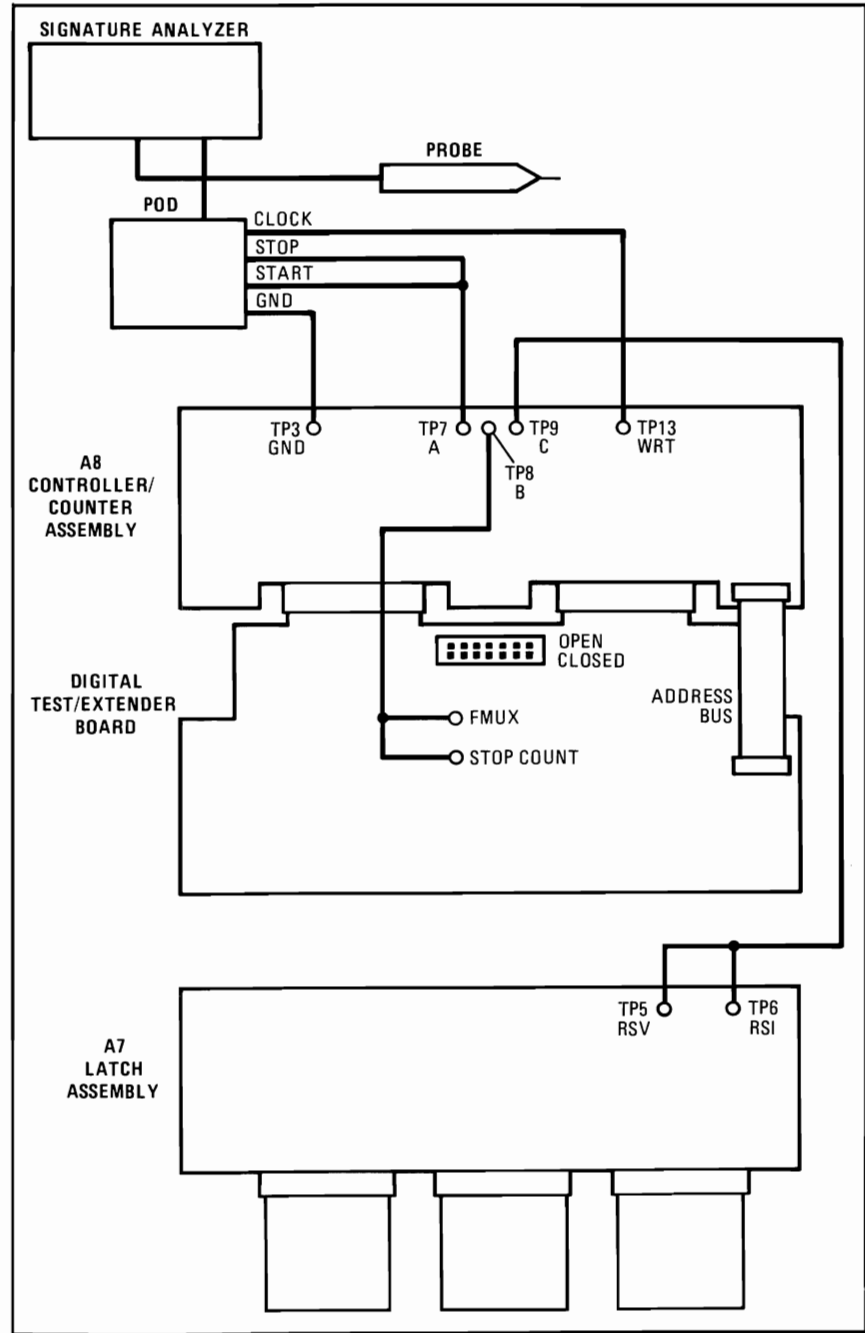 SIGNATURE ANALYZER
PROBE
POD
CLOCK
STOP
START
GND
TP3
GND
TP7
A
TP8
B
TP9
C
TP13
WRT
A8
CONTROLLER/
COUNTER
ASSEMBLY
OPEN
CLOSED
DIGITAL
TEST/EXTENDER
BOARD
ADDRESS
BUS
FMUX
STOP COUNT
TP5
RSV
TP6
RSI
A7
LATCH
ASSEMBLY